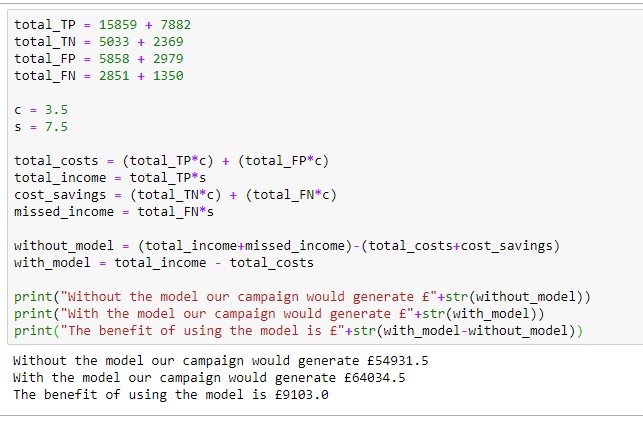 total_TP = 15859 + 7882
total_TN = 5033 + 2369
total_FP = 5858 + 2979
total_FN = 2851 + 1350
c = 3.5
s = 7.5
total_costs = (total_TP*c) + (total_FP*c)
total_income = total_TP*s
cost_savings = (total_TN*c) + (total_FN*c)
missed_income = total_FN*s
without_model = (total_income+missed_income)-(total_costs+cost_savings)
with_model = total_income - total_costs
print("Without the model our campaign would generate £"+str(without_model))
print("With the model our campaign would generate £"+str(with_model))
print("The benefit of using the model is £"+str(with_model-without_model))
Without the model our campaign would generate £54931.5
With the model our campaign would generate £64034.5
The benefit of using the model is £9103.0